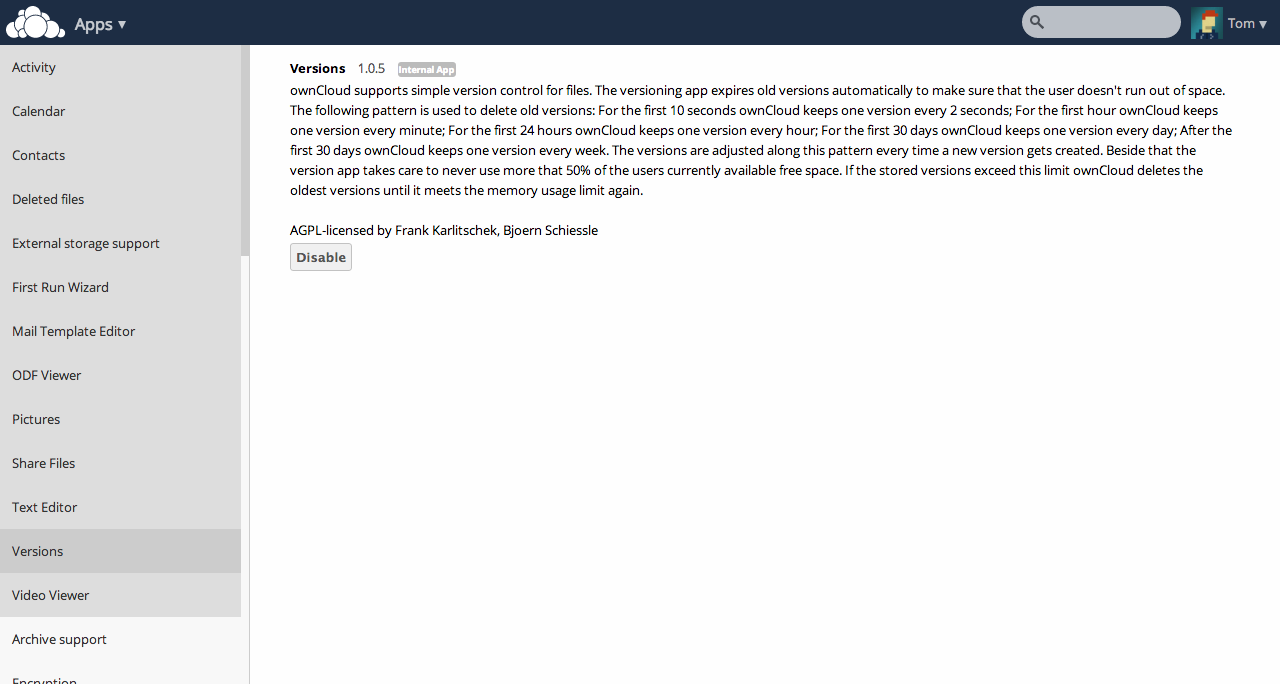 Apps ▼
Tom ▼
Activity
Calendar
Contacts
Deleted files
External storage support
First Run Wizard
Mail Template Editor
ODF Viewer
Pictures
Share Files
Text Editor
Versions
Video Viewer
Archive support
Encryption
Versions 1.0.5 Internal App
ownCloud supports simple version control for files. The versioning app expires old versions automatically to make sure that the user doesn't run out of space.
The following pattern is used to delete old versions: For the first 10 seconds ownCloud keeps one version every 2 seconds; For the first hour ownCloud keeps
one version every minute; For the first 24 hours ownCloud keeps one version every hour; For the first 30 days ownCloud keeps one version every day; After the
first 30 days ownCloud keeps one version every week. The versions are adjusted along this pattern every time a new version gets created. Beside that the
version app takes care to never use more that 50% of the users currently available free space. If the stored versions exceed this limit ownCloud deletes the
oldest versions until it meets the memory usage limit again.
AGPL-licensed by Frank Karlitschek, Bjoern Schiessle
Disable